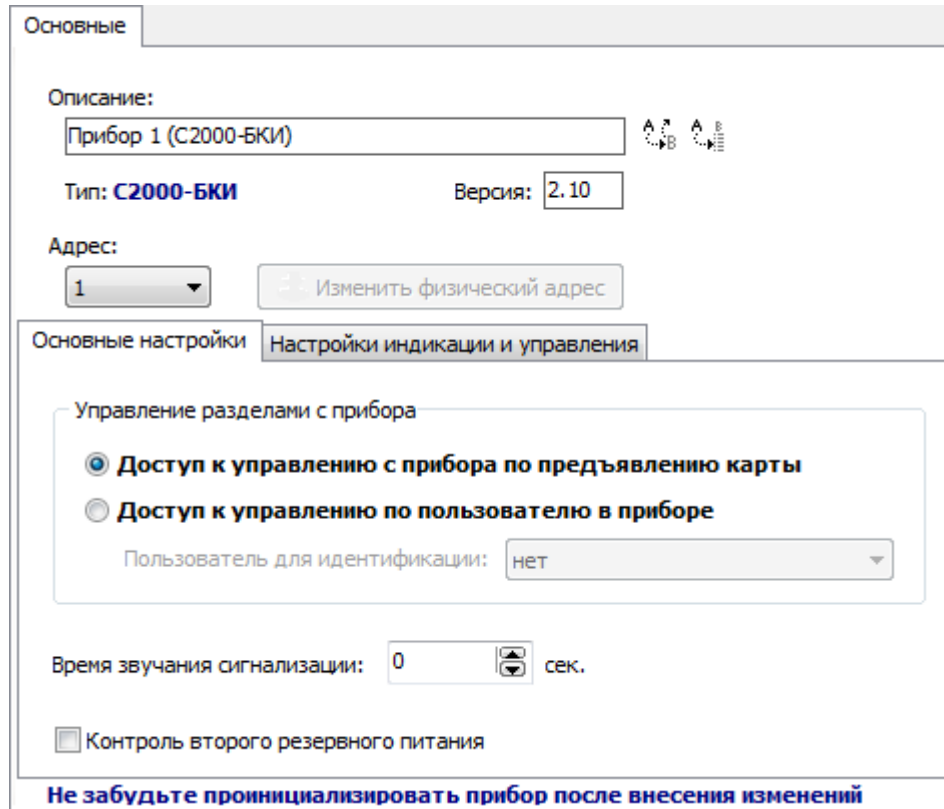 Основные
Описание:
Прибор 1 (С2000-БКИ)
Тип: С2000-БКИ Версия: 2.10
Адрес:
1 Изменить физический адрес
Основные настройки Настройки индикации и управления
Управление разделами с прибора
Доступ к управлению с прибора по предъявлению карты
Доступ к управлению по пользователю в приборе
Пользователь для идентификации: нет
Время звучания сигнализации: 0 сек.
Контроль второго резервного питания
Не забудьте проинициализировать прибор после внесения изменений